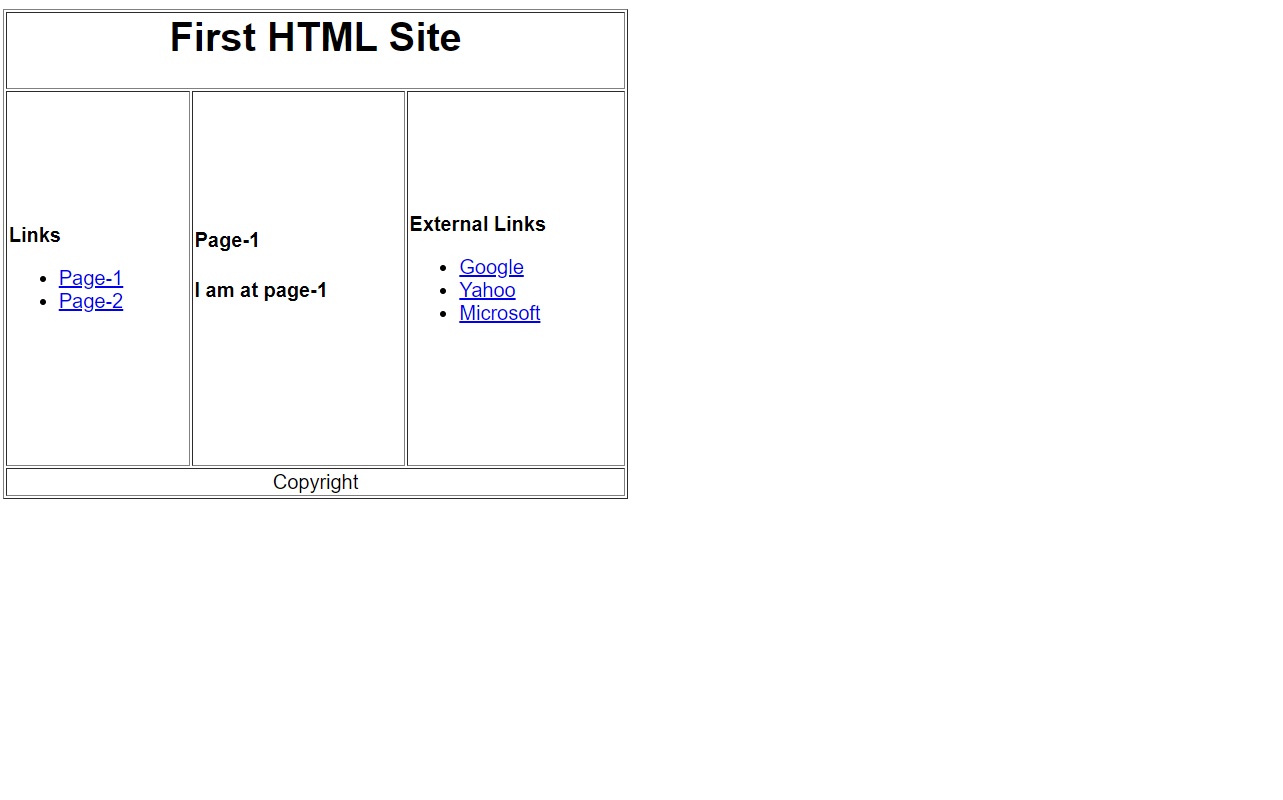 First HTML Site
Links
Page-1
Page-2
Page-1
I am at page-1
External Links
Google
Yahoo
Microsoft
Copyright